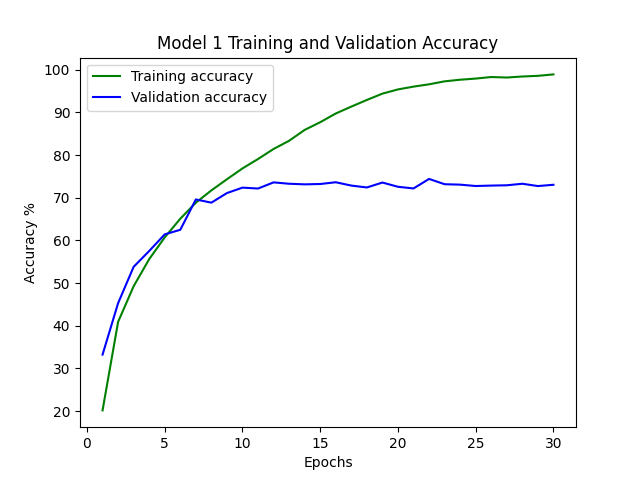 Model 1 Training and Validation Accuracy
Training accuracy
Validation accuracy
100
90
80
70
60
50
40
30
20
Accuracy %
0 5 10 15 20 25 30
Epochs